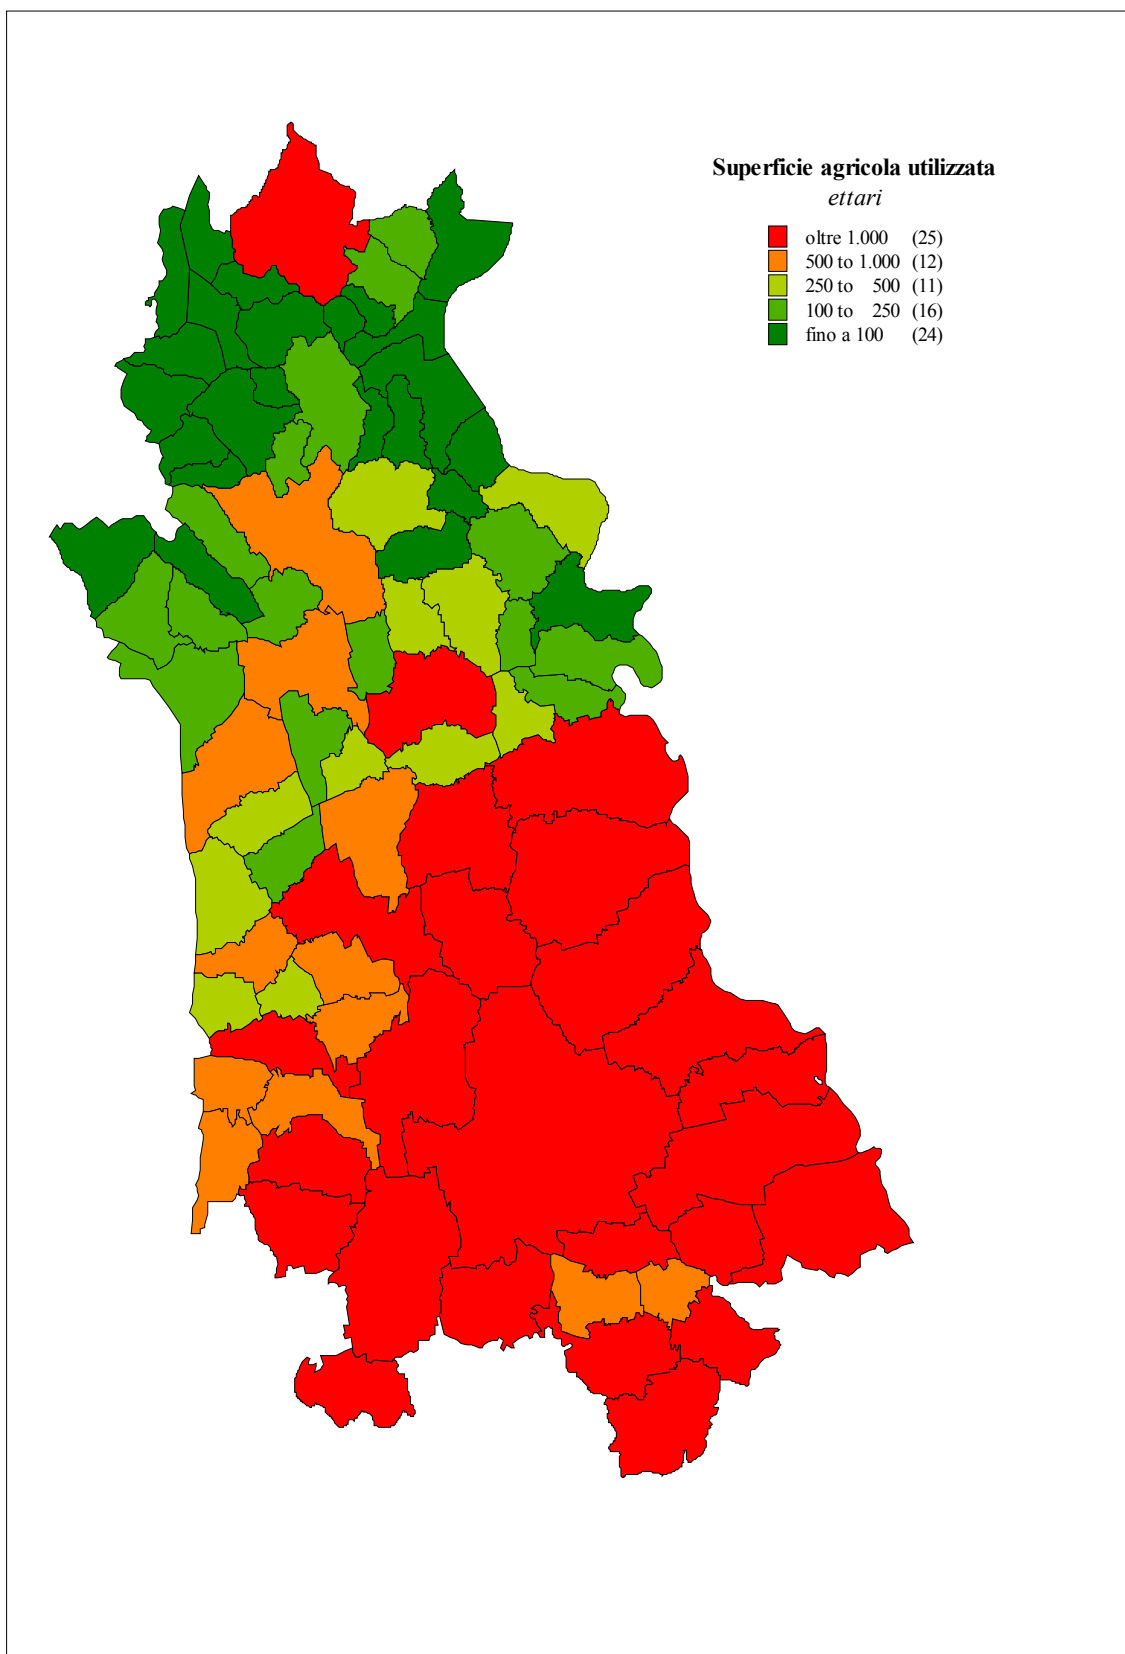 Superficie agricola utilizzata
ettari
oltre 1.000 (25)
500 to 1.000 (12)
250 to 500 (11)
100 to 250 (16)
fino a 100 (24)